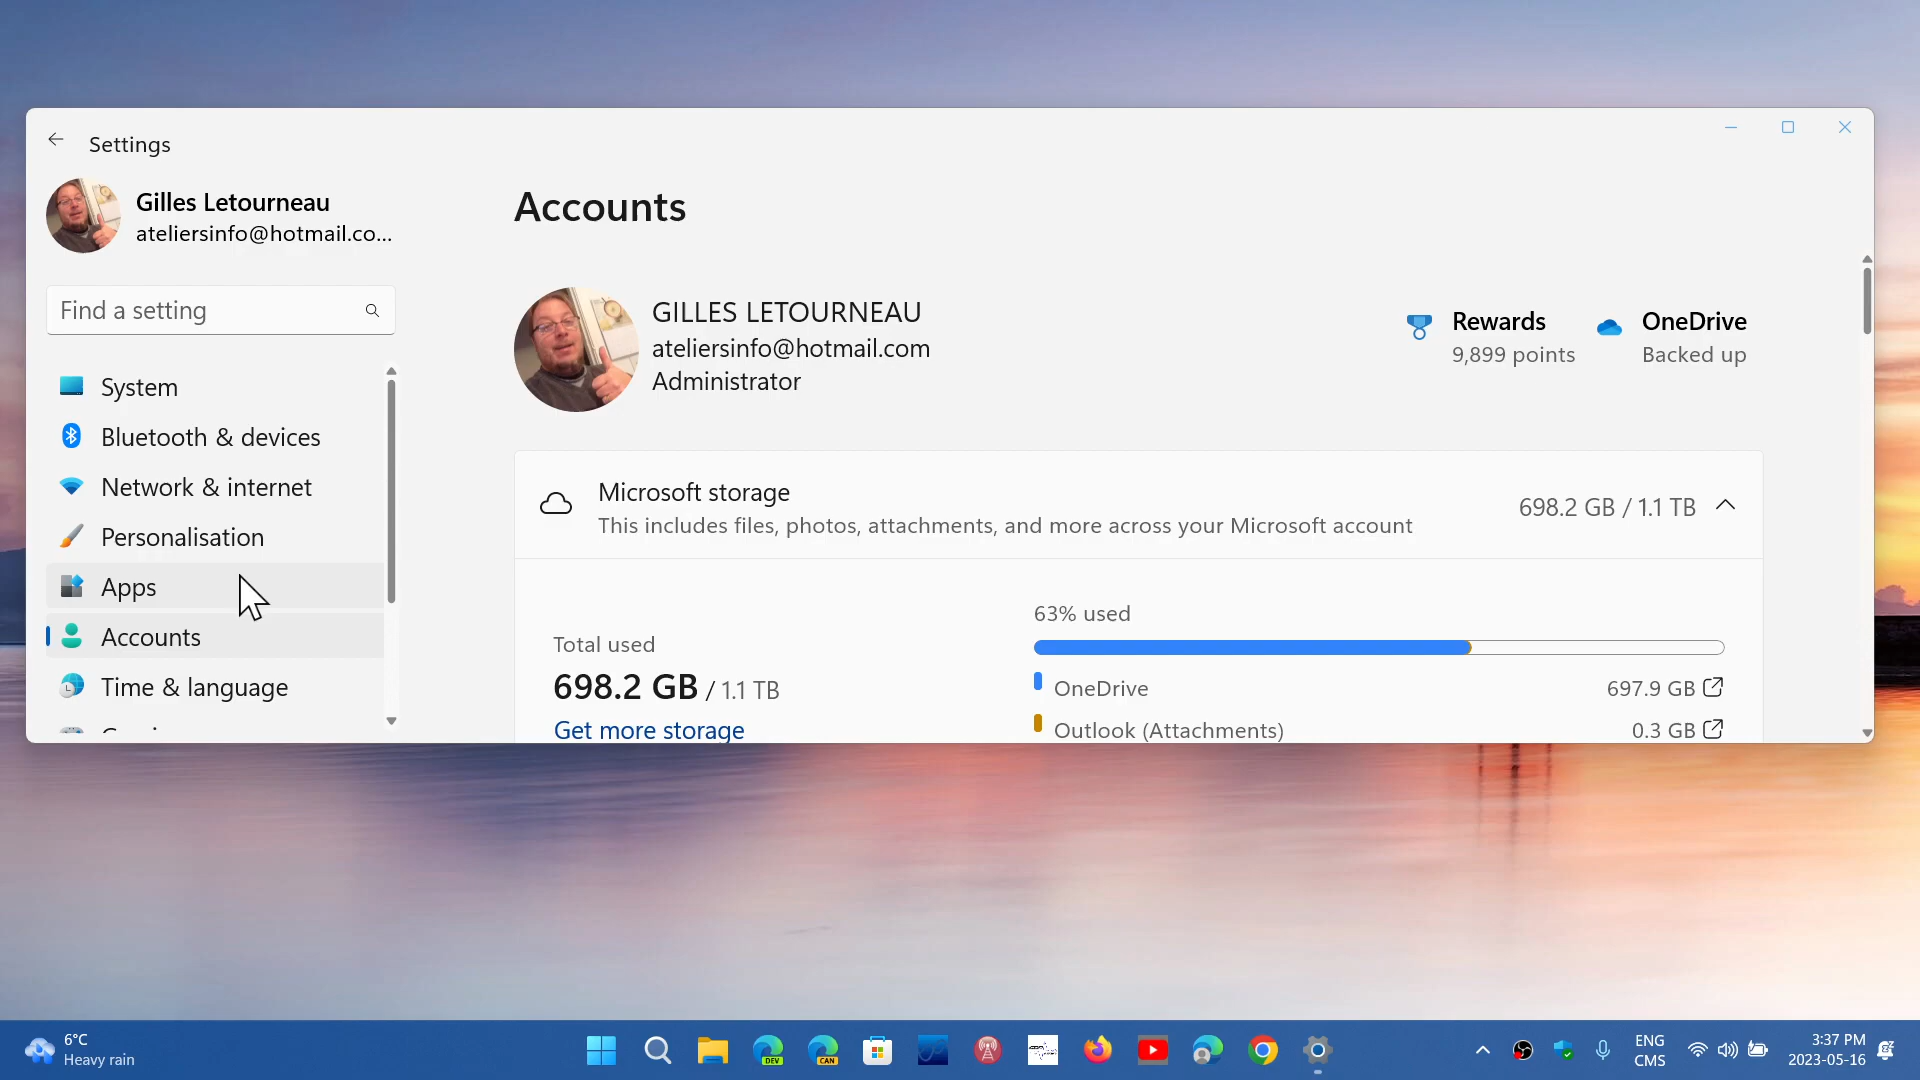 Settings
Gilles Letourneau
ateliersinfo@hotmail.co...
Find a setting
System
Bluetooth & devices
Network & internet
Personalisation
Apps
Accounts
Time & language
Accounts
GILLES LETOURNEAU
ateliersinfo@hotmail.com
Administrator
Rewards
9,899 points
OneDrive
Backed up
Microsoft storage
This includes files, photos, attachments, and more across your Microsoft account
698.2 GB / 1.1 TB
Total used
698.2 GB / 1.1 TB
Get more storage
63% used
OneDrive
697.9 GB
Outlook (Attachments)
0.3 GB
6°C
Heavy rain
DEV
CAN
ENG
CMS
3:37 PM
2023-05-16